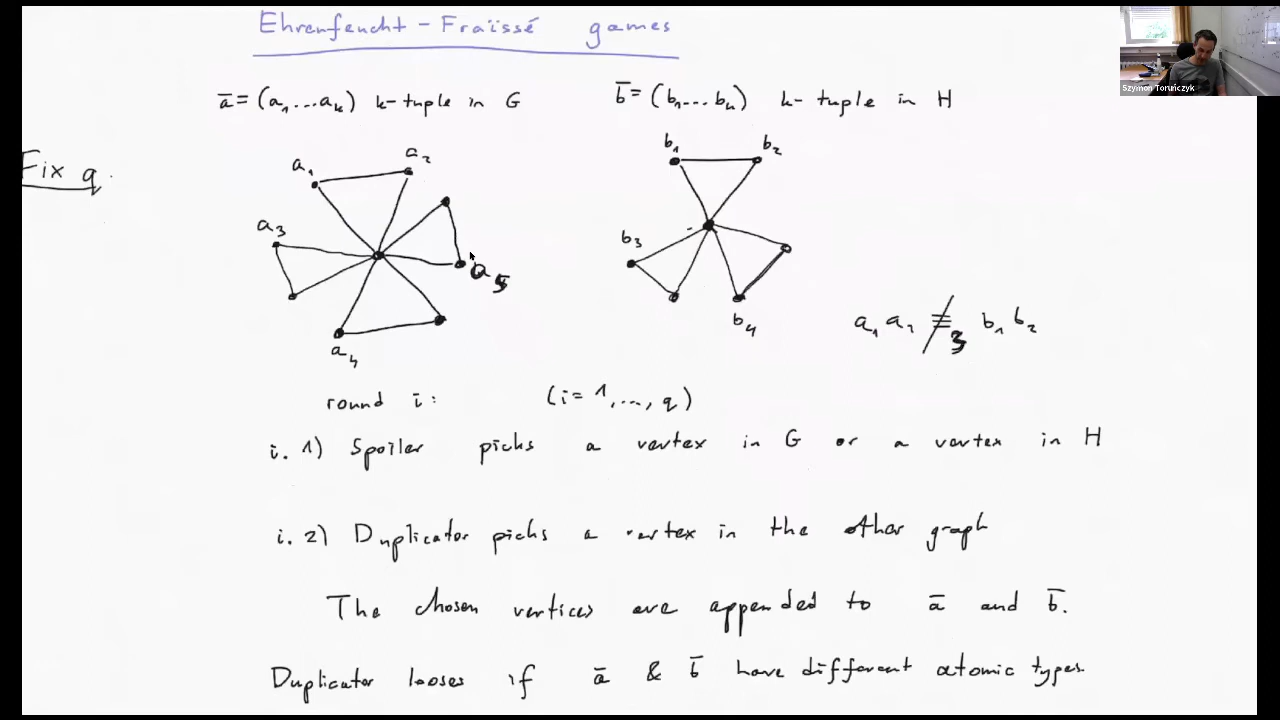 Ehrenfeucht - Fraïssé games
Szymon Toruńczyk
a̅ = (a₁...aₖ) k-tuple in G
b̅ = (b₁...bₖ) k-tuple in H
Fix q.
a₁ a₂
a₃
a₅
a₄
b₁ b₂
b₃
b₄
a₁ a₂ ≢₃ b₁ b₂
round i: (i=1,...,q)
i. 1) Spoiler picks a vertex in G or a vertex in H
i. 2) Duplicator picks a vertex in the other graph
The chosen vertices are appended to a̅ and b̅.
Duplicator looses if a̅ & b̅ have different atomic types